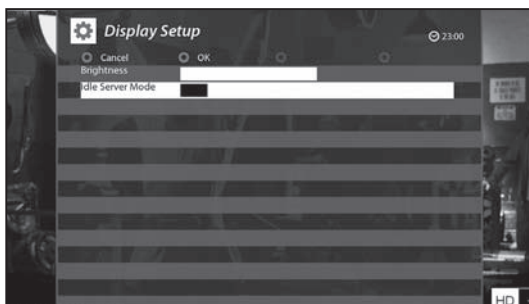 Display Setup
23:00
Cancel OK
Brightness
Idle Server Mode
HD